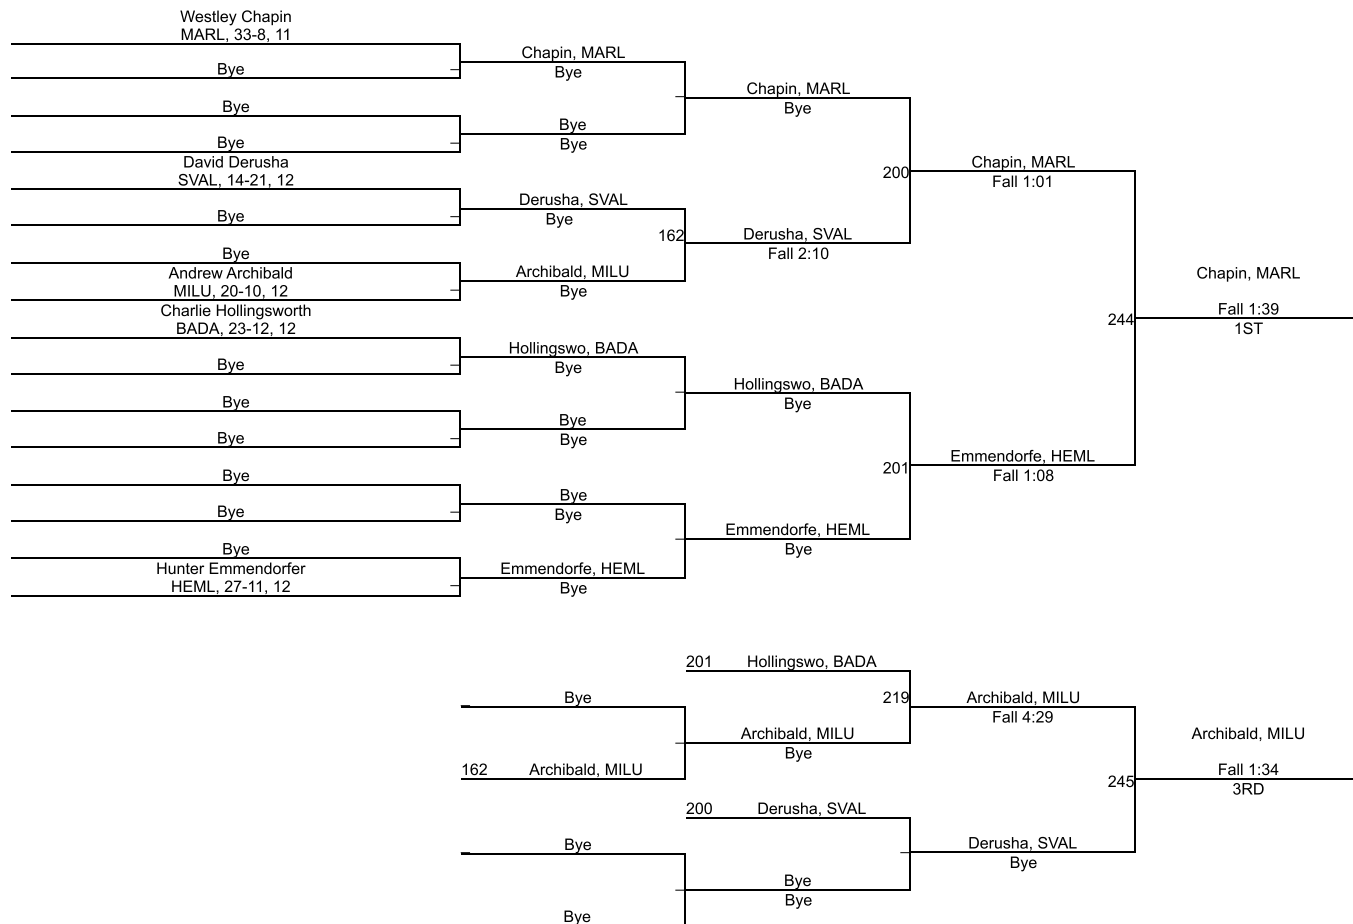 Westley Chapin
MARL, 33-8, 11
Bye
Bye
Bye
David Derusha
SVAL, 14-21, 12
Bye
Bye
Andrew Archibald
MILU, 20-10, 12
Charlie Hollingsworth
BADA, 23-12, 12
Bye
Bye
Bye
Bye
Bye
Bye
Hunter Emmendorfer
HEML, 27-11, 12
Chapin, MARL
Bye
Bye
Bye
Derusha, SVAL
Bye
162
Archibald, MILU
Bye
Hollingswo, BADA
Bye
Bye
Bye
Bye
Bye
Emmendorfe, HEML
Bye
Chapin, MARL
Bye
200
Derusha, SVAL
Fall 2:10
Hollingswo, BADA
Bye
201
Emmendorfe, HEML
Bye
Chapin, MARL
Fall 1:01
244
Emmendorfe, HEML
Fall 1:08
Chapin, MARL
Fall 1:39
1ST
201 Hollingswo, BADA
Bye
219
Archibald, MILU
Bye
162 Archibald, MILU
200 Derusha, SVAL
Bye
Bye
Bye
Bye
Archibald, MILU
Fall 4:29
245
Derusha, SVAL
Bye
Archibald, MILU
Fall 1:34
3RD